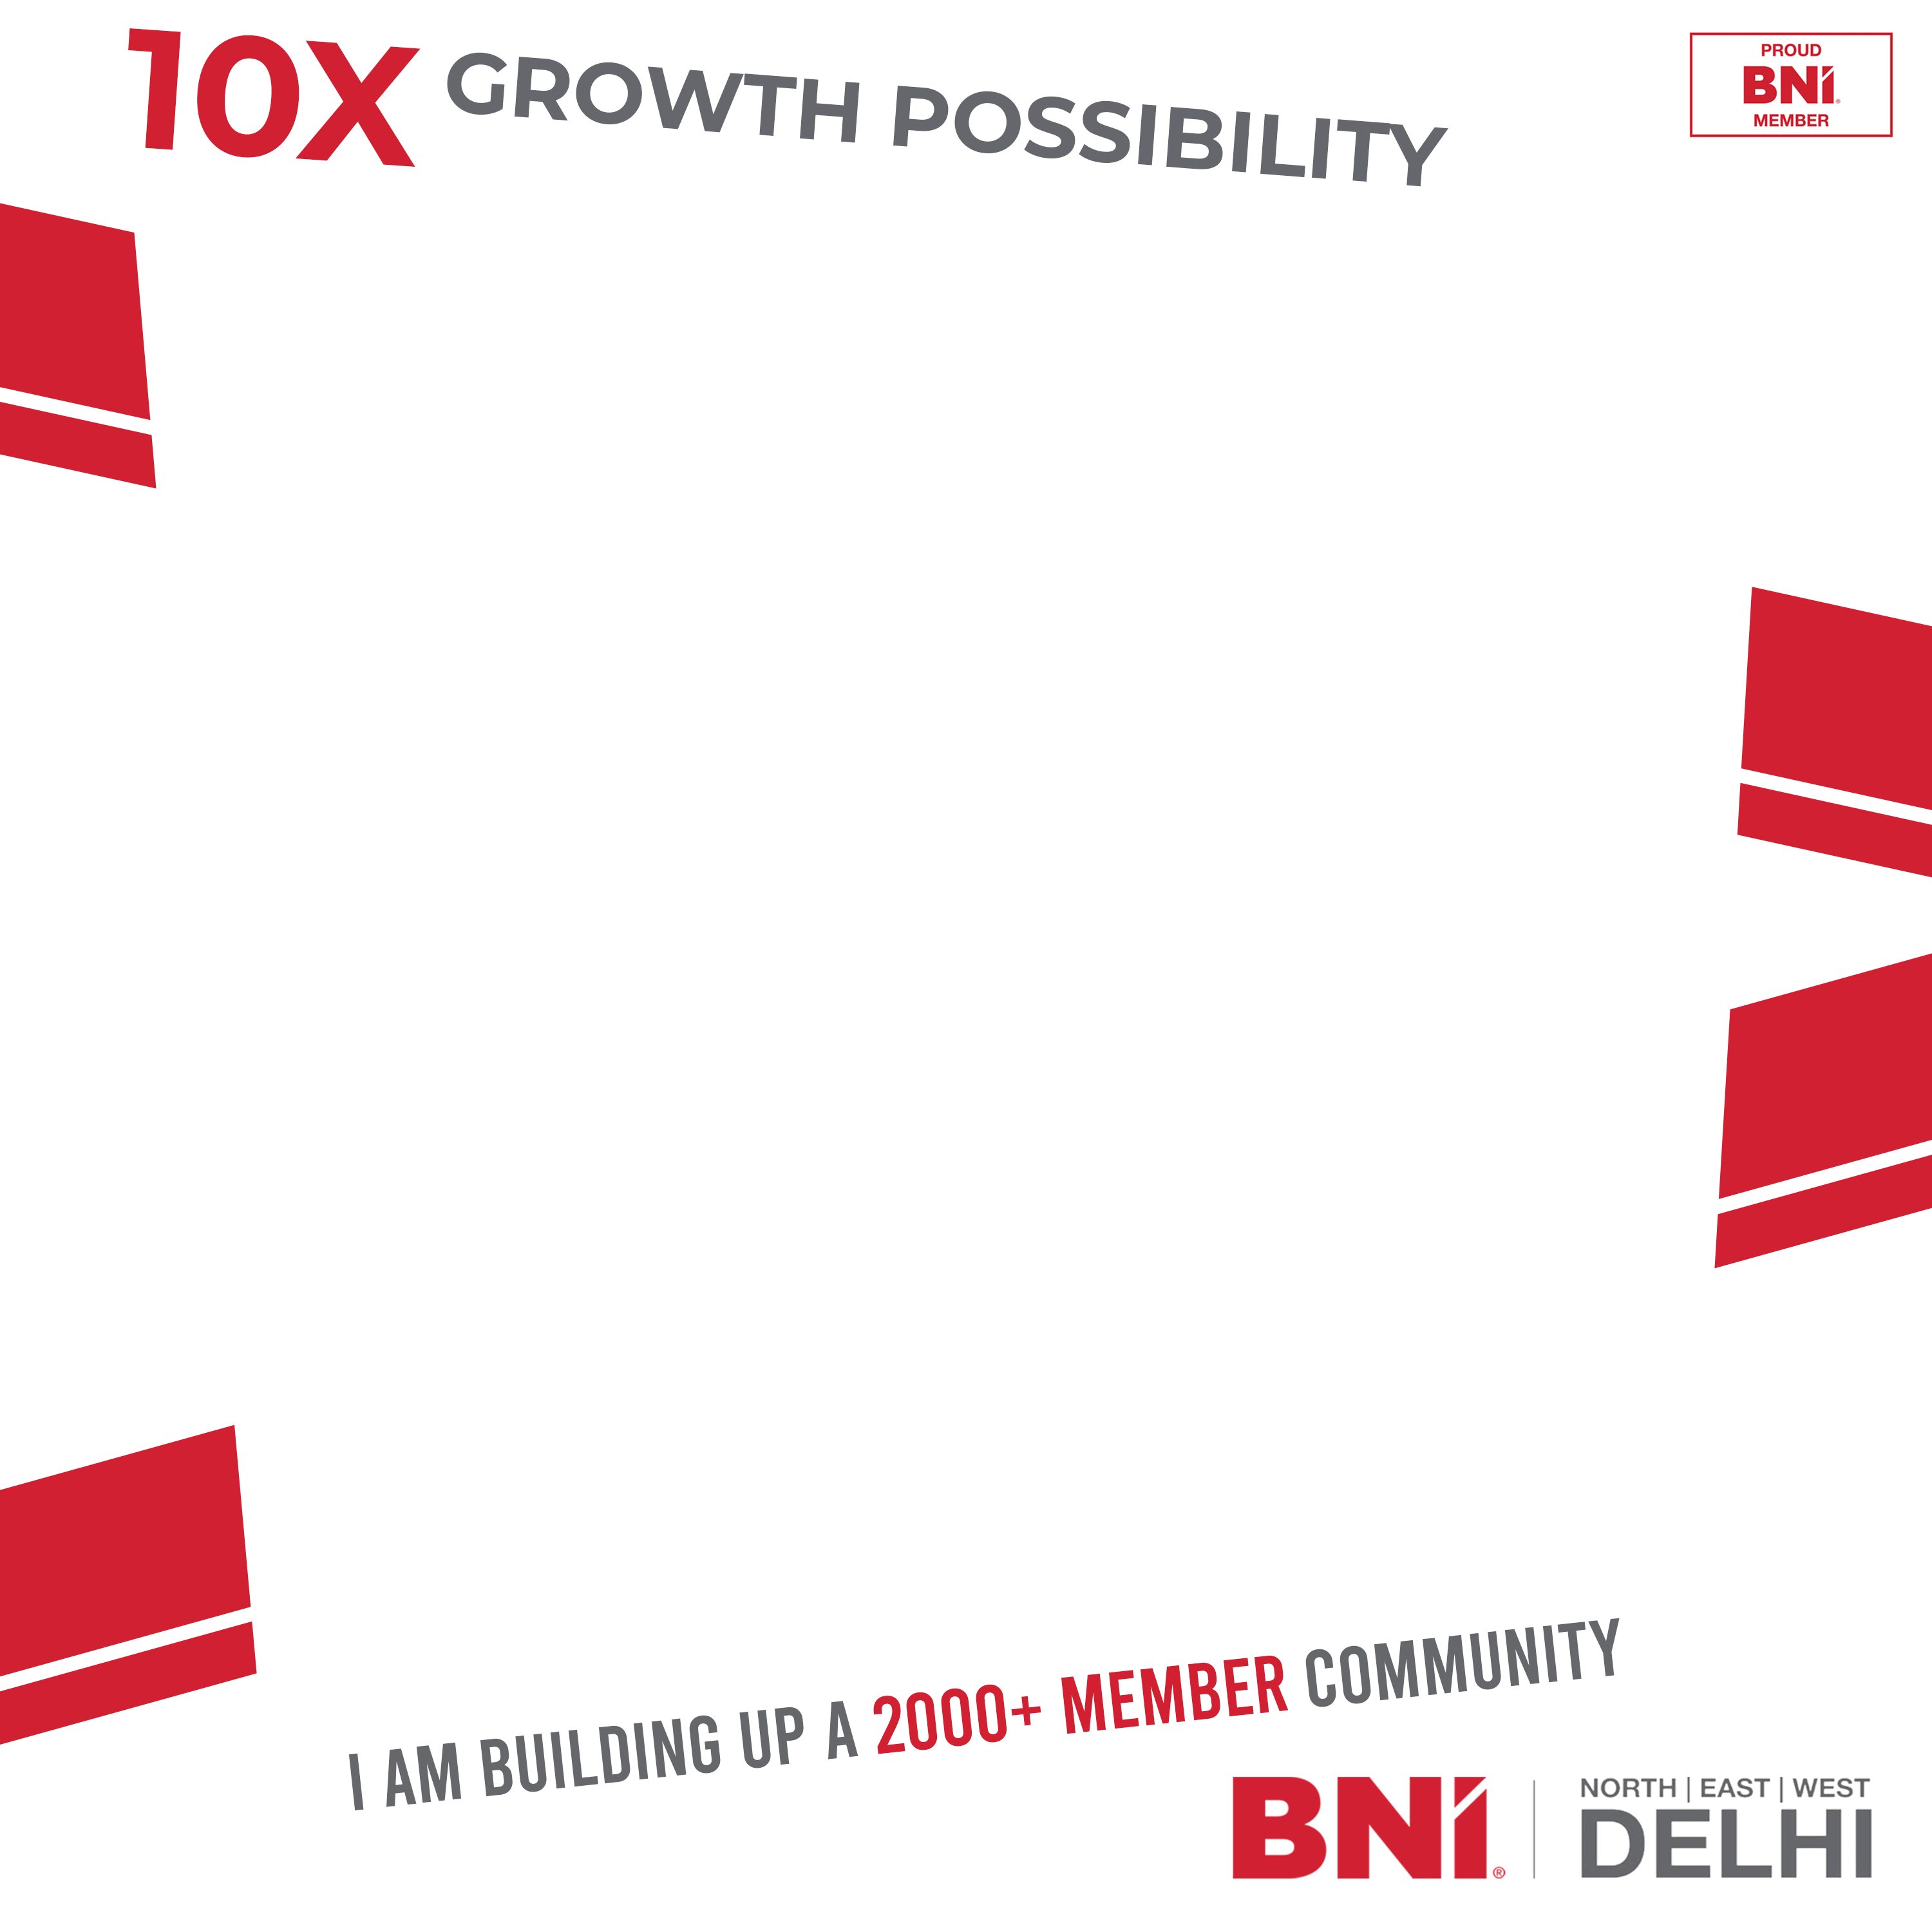 10X GROWTH POSSIBILITY
PROUD
BNI®
MEMBER
I AM BUILDING UP A 2000+ MEMBER COMMUNITY
BNI®
NORTH | EAST | WEST
DELHI